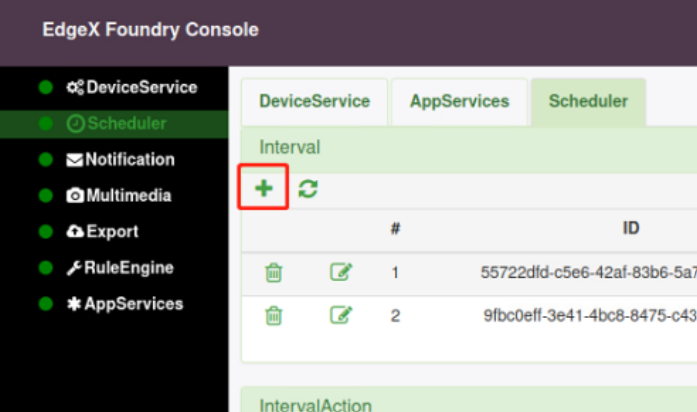 EdgeX Foundry Console
DeviceService
Scheduler
Notification
Multimedia
Export
RuleEngine
AppServices
DeviceService AppServices Scheduler
Interval
# ID
1 55722dfd-c5e6-42af-83b6-5a7
2 9fbc0eff-3e41-4bc8-8475-c43
IntervalAction